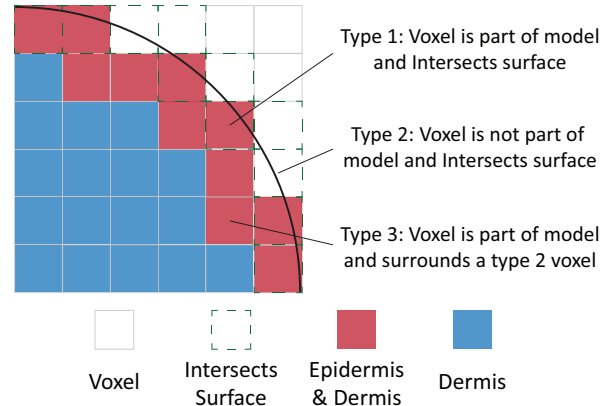 Type 1: Voxel is part of model
and Intersects surface
Type 2: Voxel is not part of
model and Intersects surface
Type 3: Voxel is part of model
and surrounds a type 2 voxel
Voxel
Intersects
Surface
Epidermis
& Dermis
Dermis